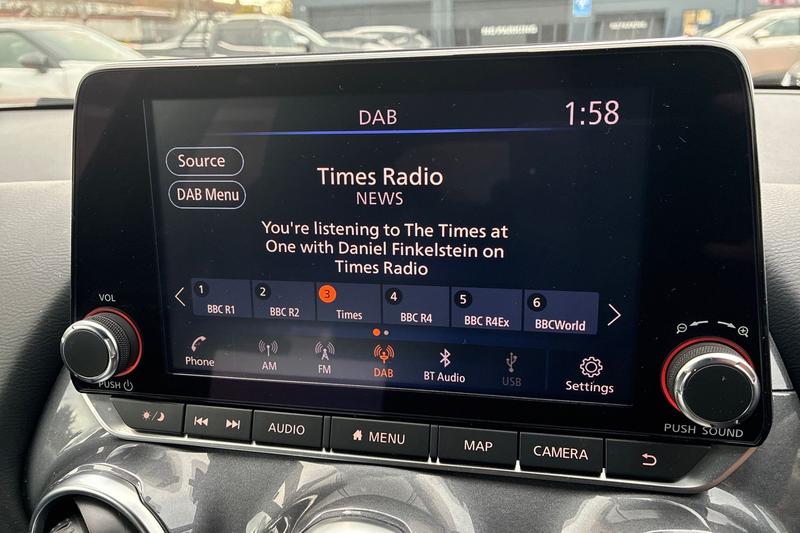 NO PARKING
DAB
1:58
Source
DAB Menu
Times Radio
NEWS
You're listening to The Times at
One with Daniel Finkelstein on
Times Radio
1 BBC R1
2 BBC R2
3 Times
4 BBC R4
5 BBC R4Ex
6 BBCWorld
Phone
AM
FM
DAB
BT Audio
USB
Settings
VOL
PUSH
PUSH SOUND
AUDIO
MENU
MAP
CAMERA